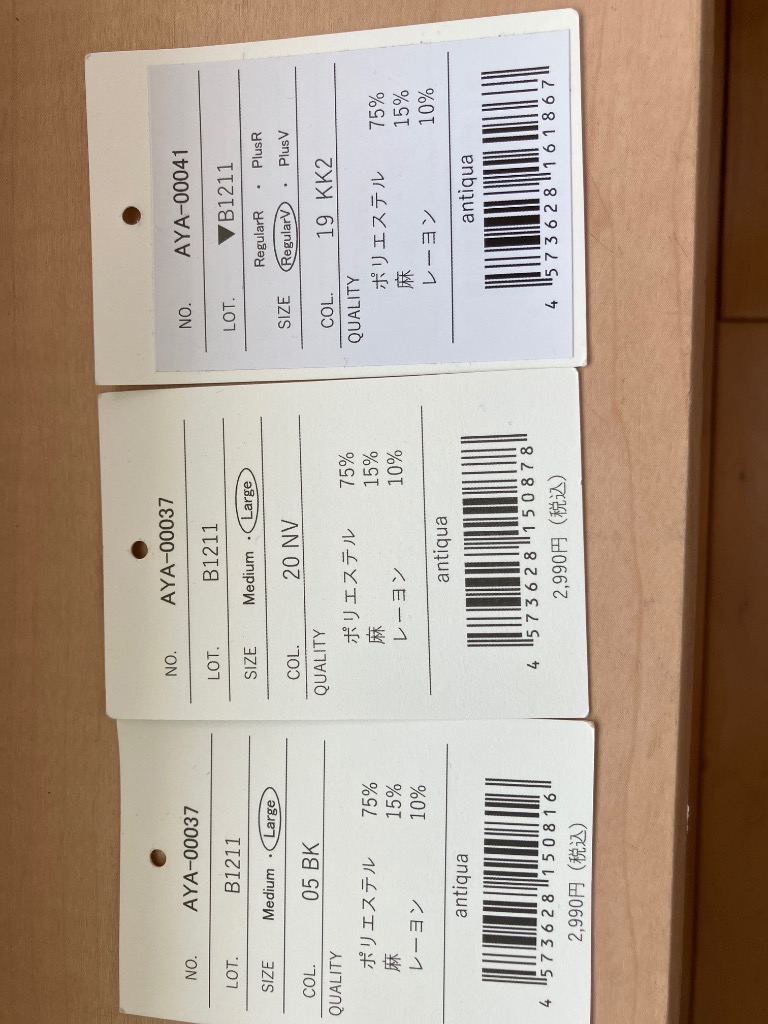 NO. AYA-00041
LOT. ▼B1211
RegularR ・ PlusR
SIZE RegularV ・ PlusV
COL. 19 KK2
QUALITY
ポリエステル 75%
麻 15%
レーヨン 10%
antiqua
4 573628 161867
NO. AYA-00037
LOT. B1211
SIZE Medium ・ Large
COL. 20 NV
QUALITY
ポリエステル 75%
麻 15%
レーヨン 10%
antiqua
4 573628 150878
2,990円(税込)
NO. AYA-00037
LOT. B1211
SIZE Medium ・ Large
COL. 05 BK
QUALITY
ポリエステル 75%
麻 15%
レーヨン 10%
antiqua
4 573628 150816
2,990円(税込)